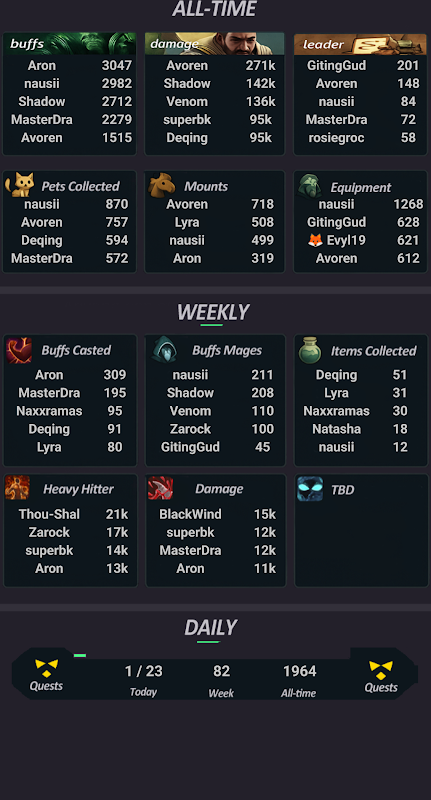 ALL-TIME
buffs damage leader
Aron 3047 Avoren 271k GitingGud 201
nausii 2982 Shadow 142k Avoren 148
Shadow 2712 Venom 136k nausii 84
MasterDra 2279 superbk 95k MasterDra 72
Avoren 1515 Deqing 95k rosiegroc 58
Pets Collected Mounts Equipment
nausii 870 Avoren 718 nausii 1268
Avoren 757 Lyra 508 GitingGud 628
Deqing 594 nausii 499 🦊 Evyl19 621
MasterDra 572 Aron 319 Avoren 612
WEEKLY
Buffs Casted Buffs Mages Items Collected
Aron 309 nausii 211 Deqing 51
MasterDra 195 Shadow 208 Lyra 31
Naxxramas 95 Venom 110 Naxxramas 30
Deqing 91 Zarock 100 Natasha 18
Lyra 80 GitingGud 45 nausii 12
Heavy Hitter Damage TBD
Thou-Shal 21k BlackWind 15k
Zarock 17k superbk 12k
superbk 14k MasterDra 12k
Aron 13k Aron 11k
DAILY
1 / 23 82 1964
Quests Today Week All-time Quests